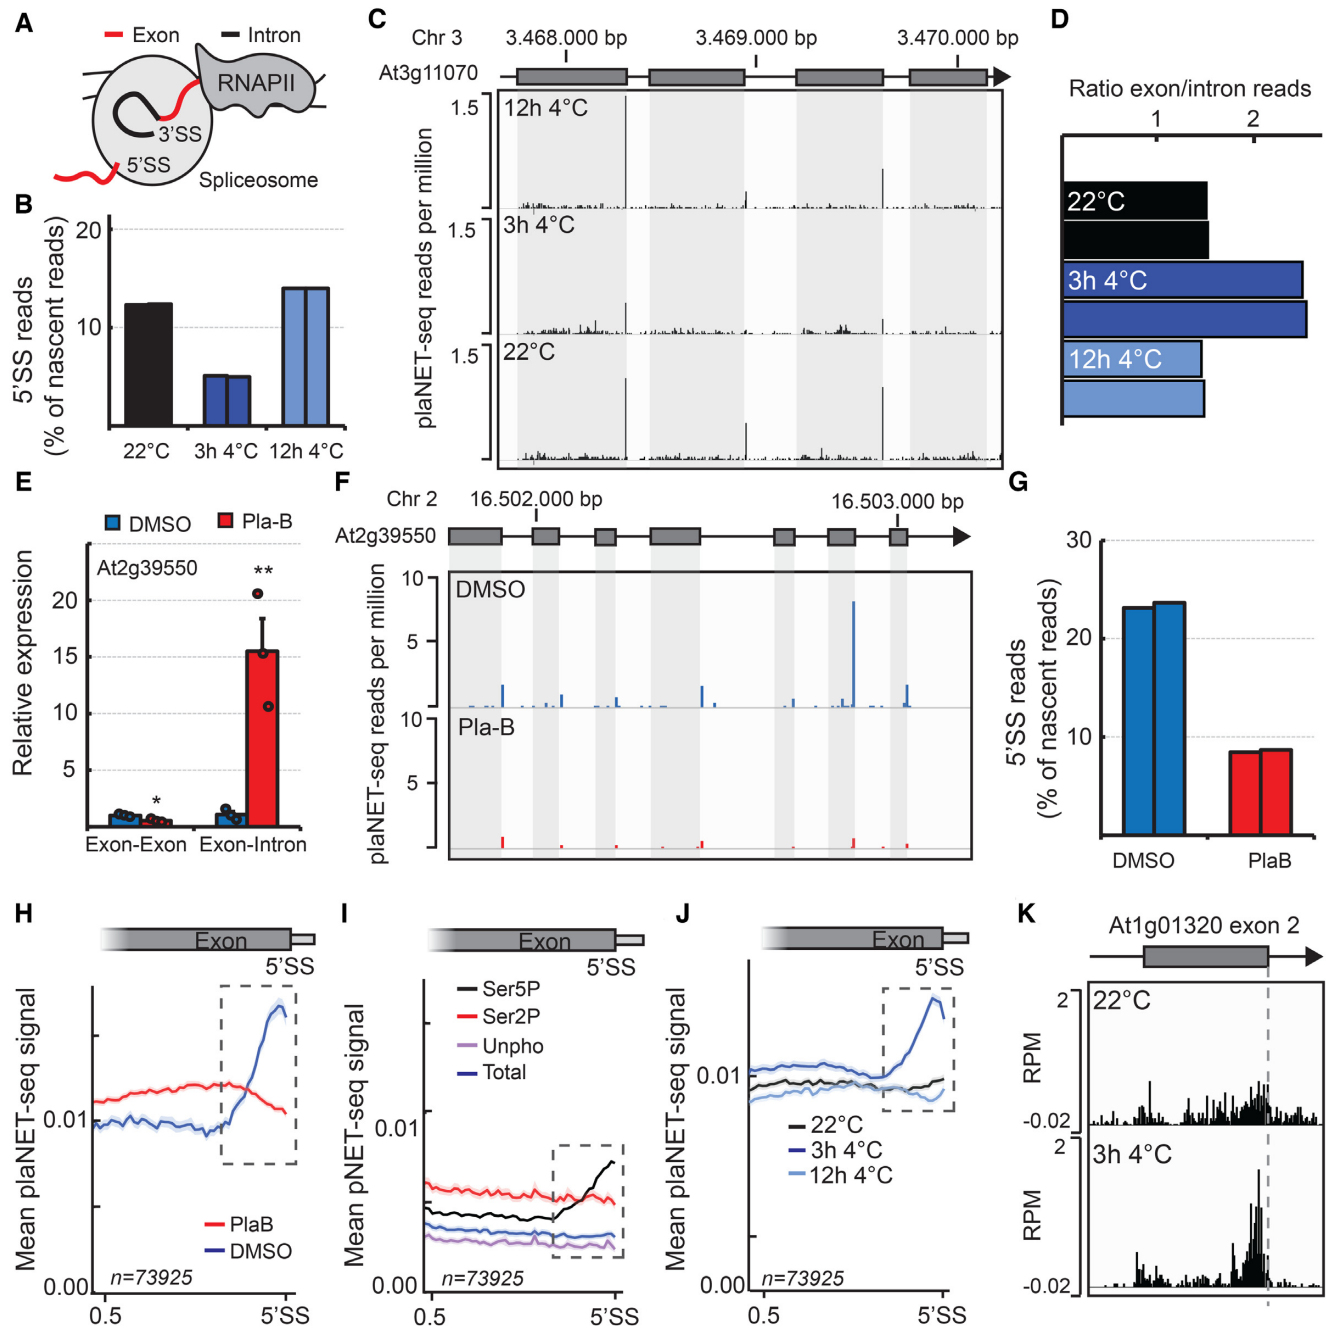 A
Exon
Intron
RNAPII
3'SS
5'SS
Spliceosome
B
5'SS reads
(% of nascent reads)
20
10
22°C
3h 4°C
12h 4°C
C
Chr 3
3.468.000 bp
3.469.000 bp
3.470.000 bp
At3g11070
plaNET-seq reads per million
1.5
12h 4°C
1.5
3h 4°C
1.5
22°C
D
Ratio exon/intron reads
1
2
22°C
3h 4°C
12h 4°C
E
DMSO
Pla-B
At2g39550
Relative expression
20
15
10
5
*
**
Exon-Exon
Exon-Intron
F
Chr 2
16.502.000 bp
16.503.000 bp
At2g39550
plaNET-seq reads per million
10
5
DMSO
10
5
Pla-B
G
5'SS reads
(% of nascent reads)
30
20
10
DMSO
PlaB
H
Exon
5'SS
Mean plaNET-seq signal
0.01
0.00
PlaB
DMSO
n=73925
0.5
5'SS
I
Exon
5'SS
Mean pNET-seq signal
Ser5P
Ser2P
Unpho
Total
0.01
0.00
n=73925
0.5
5'SS
J
Exon
5'SS
Mean plaNET-seq signal
0.01
0.00
22°C
3h 4°C
12h 4°C
n=73925
0.5
5'SS
K
At1g01320 exon 2
22°C
2
RPM
-0.02
3h 4°C
2
RPM
-0.02